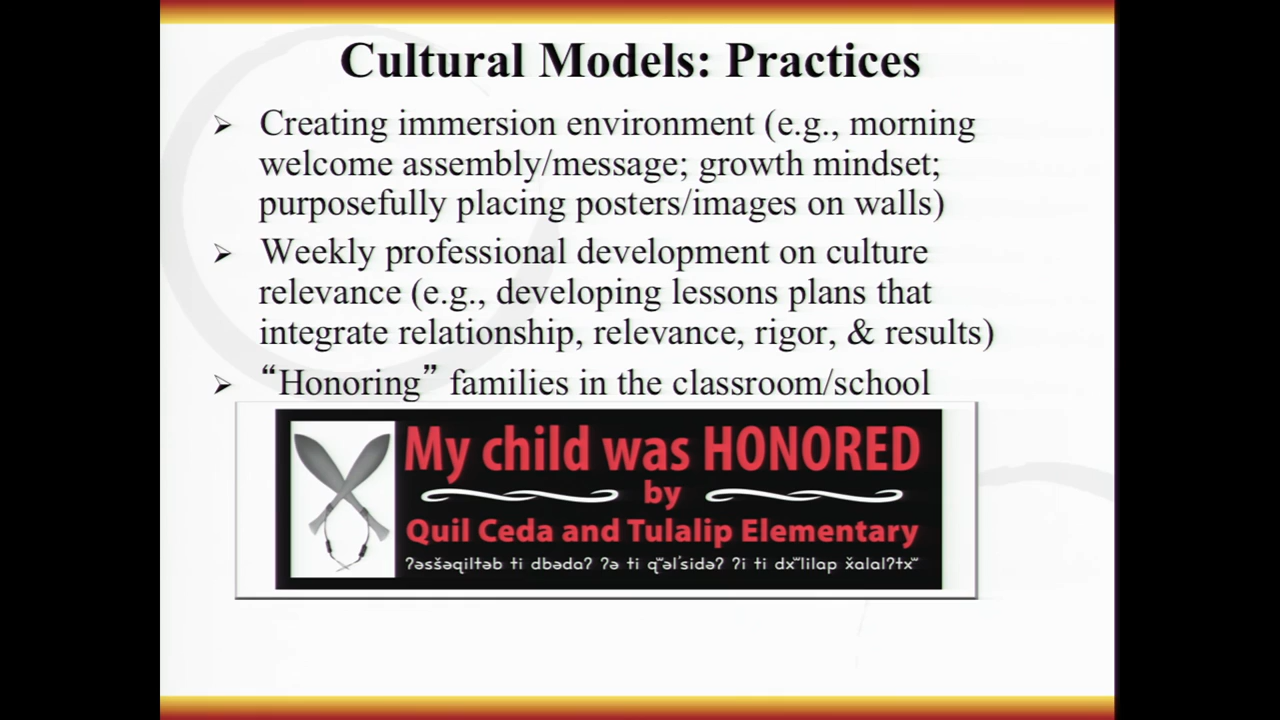 Cultural Models: Practices
➢ Creating immersion environment (e.g., morning
welcome assembly/message; growth mindset;
purposefully placing posters/images on walls)
➢ Weekly professional development on culture
relevance (e.g., developing lessons plans that
integrate relationship, relevance, rigor, & results)
➢ “Honoring” families in the classroom/school
My child was HONORED
by
Quil Ceda and Tulalip Elementary
ʔəsšəqiɫtəb ti dbədaʔ ʔə ti qʷ̓əl̕sidəʔ ʔi ti dxʷlilap x̌alalʔtxʷ